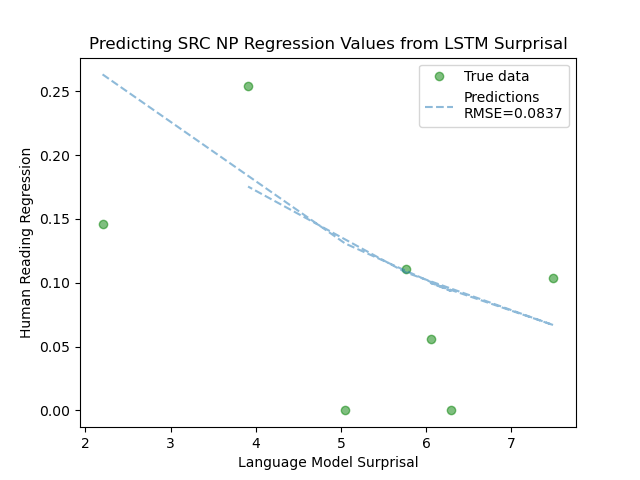 Predicting SRC NP Regression Values from LSTM Surprisal
True data
Predictions
RMSE=0.0837
Human Reading Regression
0.25
0.20
0.15
0.10
0.05
0.00
2
3
4
5
6
7
Language Model Surprisal